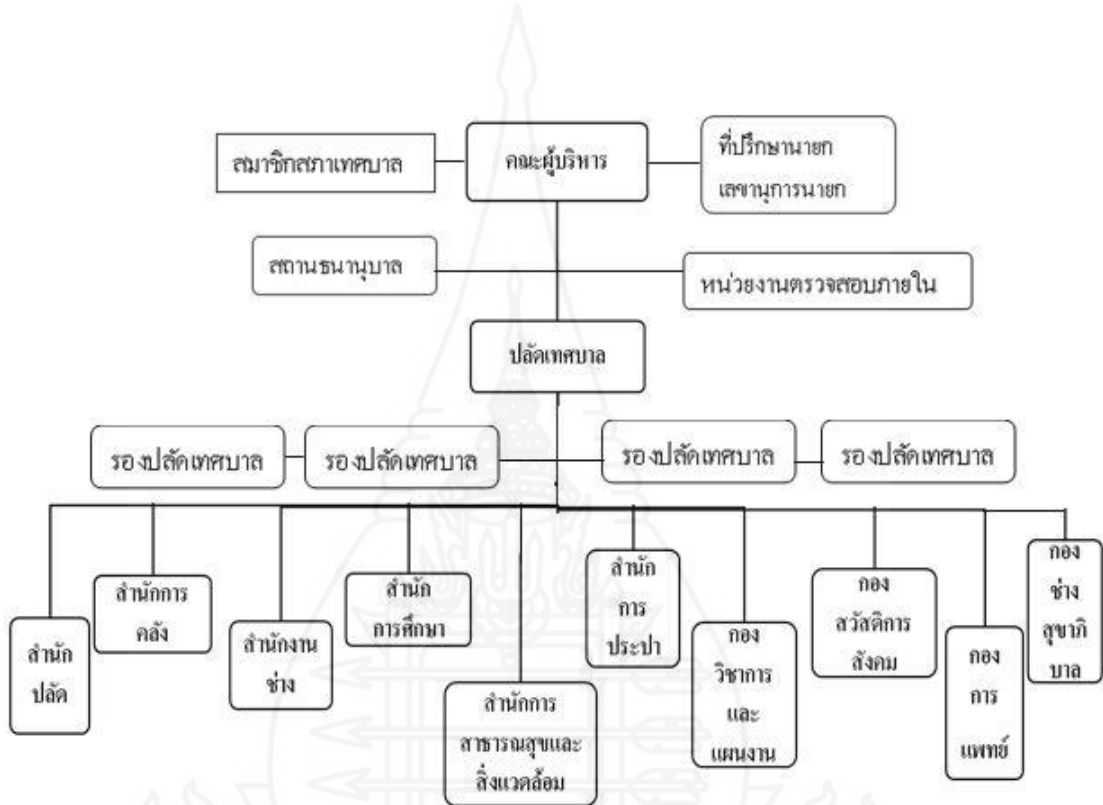 สมาชิกสภาเทศบาล
คณะผู้บริหาร
ที่ปรึกษานายก
เลขานุการนายก
สถานธนานุบาล
หน่วยงานตรวจสอบภายใน
ปลัดเทศบาล
รองปลัดเทศบาล
รองปลัดเทศบาล
รองปลัดเทศบาล
รองปลัดเทศบาล
สำนัก
ปลัด
สำนักการ
คลัง
สำนักงาน
ช่าง
สำนัก
การศึกษา
สำนักการ
สาธารณสุขและ
สิ่งแวดล้อม
สำนัก
การ
ประปา
กอง
วิชาการ
และ
แผนงาน
กอง
สวัสดิการ
สังคม
กอง
การ
แพทย์
กอง
ช่าง
สุขาภิ
บาล